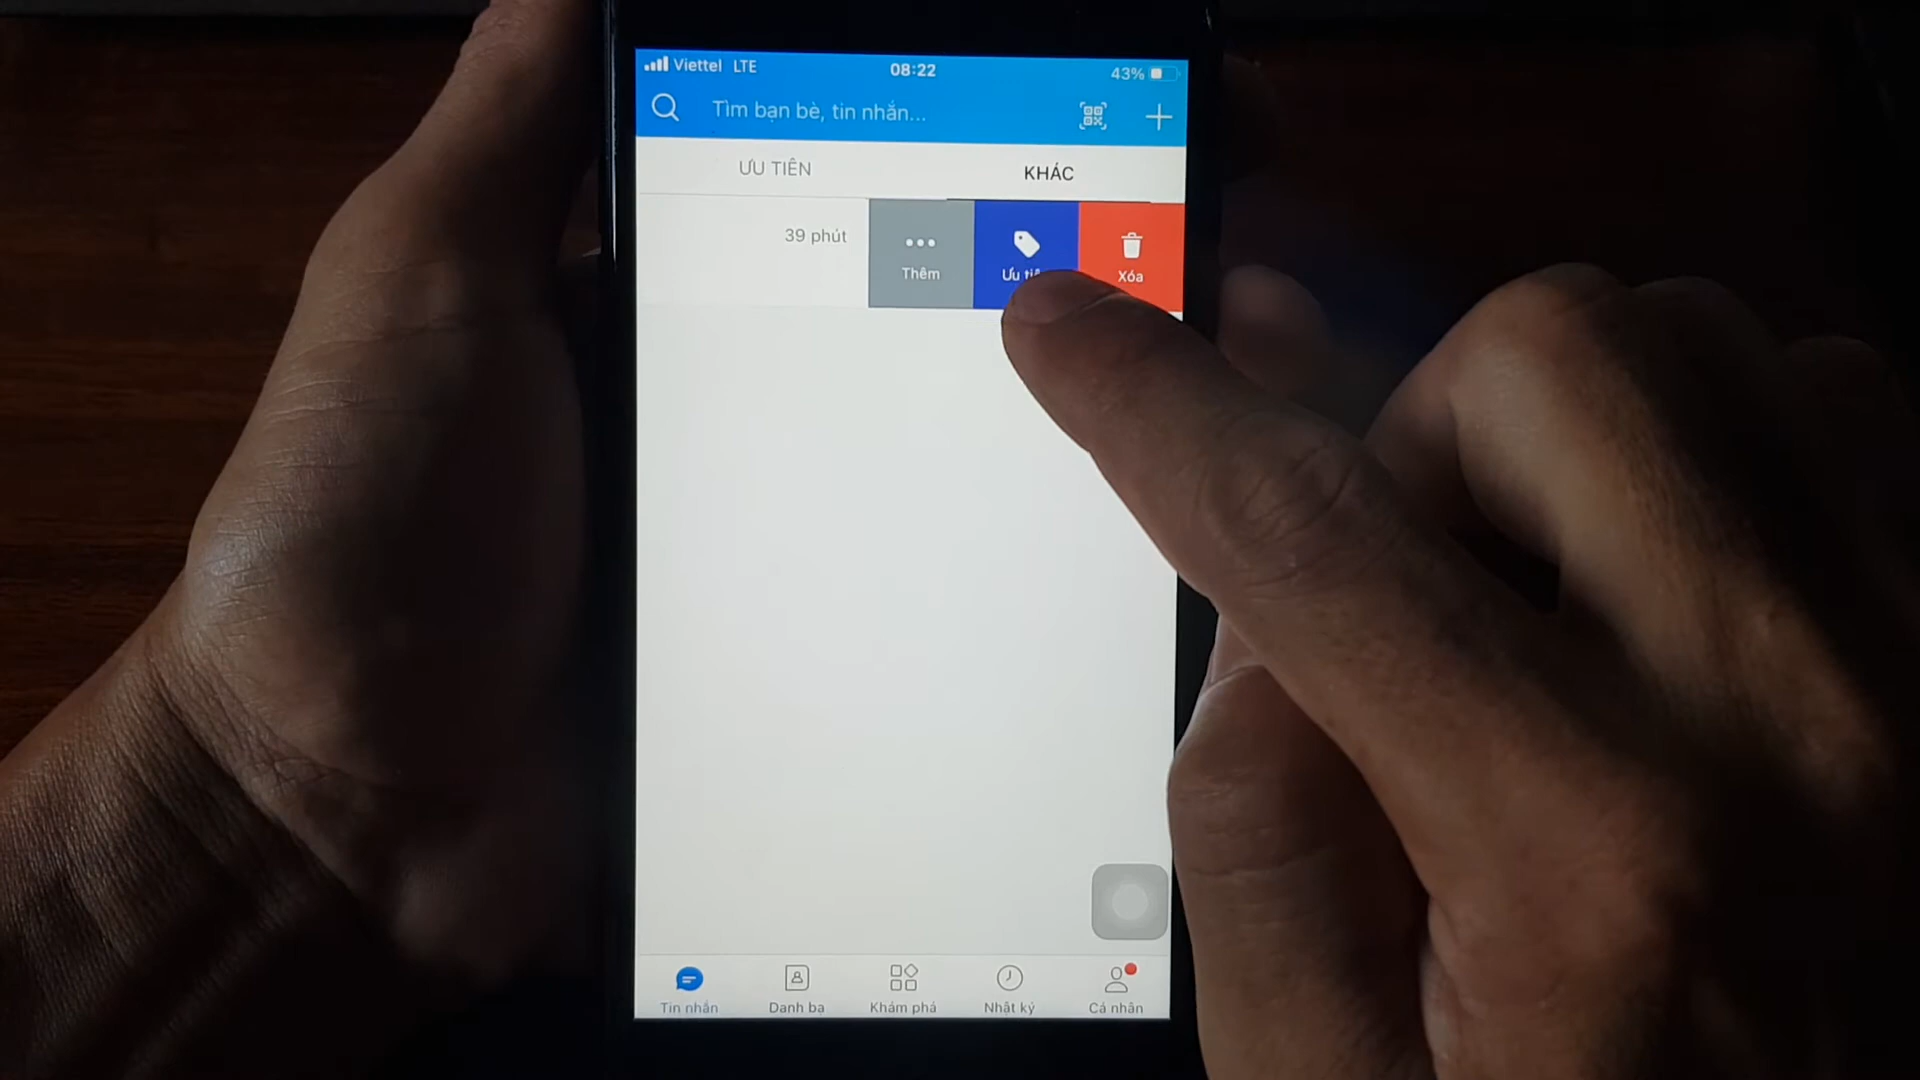 Viettel LTE 08:22 43%
Tìm bạn bè, tin nhắn...
ƯU TIÊN KHÁC
39 phút
Thêm Ưu Xóa
Tin nhắn Danh bạ Khám phá Nhật ký Cá nhân